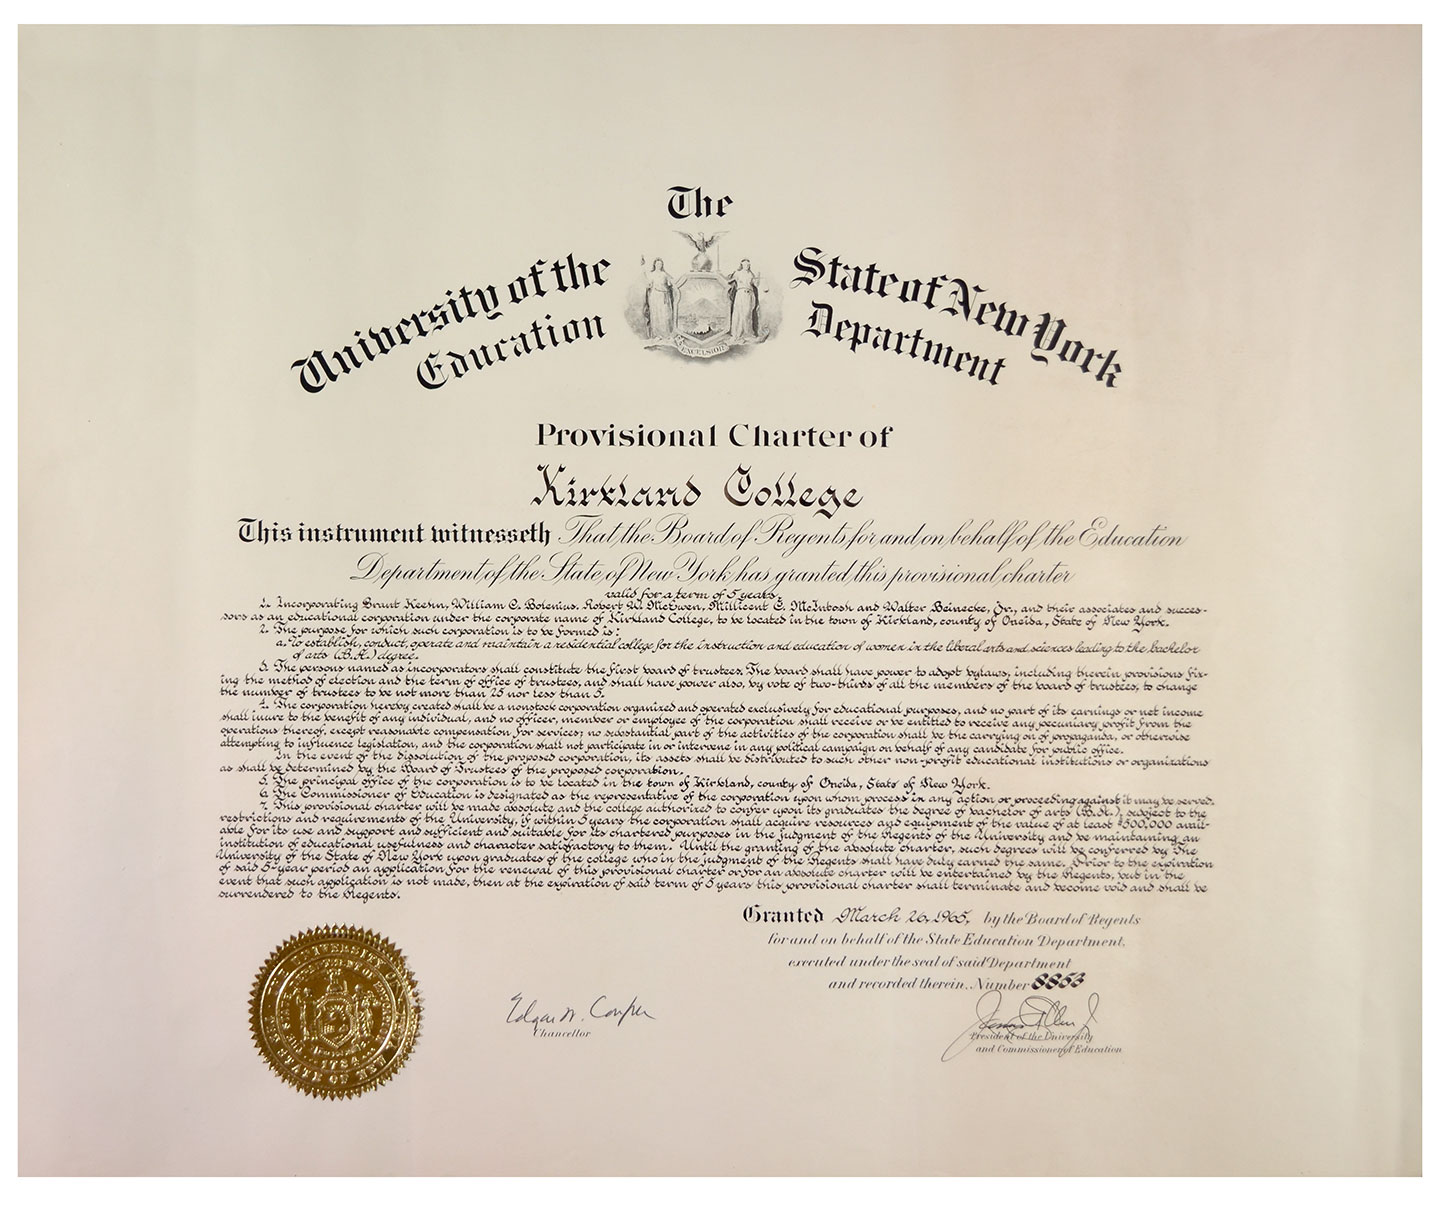 The
University of the State of New York
Education Department
EXCELSIOR
Provisional Charter of
Kirkland College
This instrument witnesseth That the Board of Regents for and on behalf of the Education
Department of the State of New York has granted this provisional charter
valid for a term of 5 years,
1. Incorporating Grant Keehn, William C. Bolenius, Robert W. McEwen, Millicent C. McIntosh and Walter Beinecke, Jr., and their associates and succes-
sors as an educational corporation under the corporate name of Kirkland College, to be located in the town of Kirkland, county of Oneida, State of New York.
2. The purpose for which such corporation is to be formed is:
a. To establish, conduct, operate and maintain a residential college for the instruction and education of women in the liberal arts and sciences leading to the bachelor
of arts (B.A.) degree.
3. The persons named as incorporators shall constitute the first board of trustees. The board shall have power to adopt bylaws, including therein provisions fix-
ing the method of election and the term of office of trustees, and shall have power also, by vote of two-thirds of all the members of the board of trustees, to change
the number of trustees to be not more than 25 nor less than 5.
4. The corporation hereby created shall be a nonstock corporation organized and operated exclusively for educational purposes, and no part of its earnings or net income
shall inure to the benefit of any individual, and no officer, member or employee of the corporation shall receive or be entitled to receive any pecuniary profit from the
operations thereof, except reasonable compensation for services; no substantial part of the activities of the corporation shall be the carrying on of propaganda, or otherwise
attempting to influence legislation, and the corporation shall not participate in or intervene in any political campaign on behalf of any candidate for public office.
In the event of the dissolution of the proposed corporation, its assets shall be distributed to such other non-profit educational institutions or organizations
as shall be determined by the Board of Trustees of the proposed corporation.
5. The principal office of the corporation is to be located in the town of Kirkland, county of Oneida, State of New York.
6. The Commissioner of Education is designated as the representative of the corporation upon whom process in any action or proceeding against it may be served.
7. This provisional charter will be made absolute and the college authorized to confer upon its graduates the degree of bachelor of arts (B.A.), subject to the
restrictions and requirements of the University, if within 5 years the corporation shall acquire resources and equipment of the value of at least $500,000 avail-
able for its use and support and sufficient and suitable for its chartered purposes in the judgment of the Regents of the University and be maintaining an
institution of educational usefulness and character satisfactory to them. Until the granting of the absolute charter, such degrees will be conferred by The
University of the State of New York upon graduates of the college who in the judgment of the Regents shall have duly earned the same. Prior to the expiration
of said 5-year period an application for the renewal of this provisional charter or for an absolute charter will be entertained by the Regents, but in the
event that such application is not made, then at the expiration of said term of 5 years this provisional charter shall terminate and become void and shall be
surrendered to the Regents.
Granted March 26, 1965, by the Board of Regents
for and on behalf of the State Education Department,
executed under the seal of said Department
and recorded therein. Number 8853
Edgar W. Couper
Chancellor
President of the University
and Commissioner of Education
THE UNIVERSITY
STATE OF NEW
1784